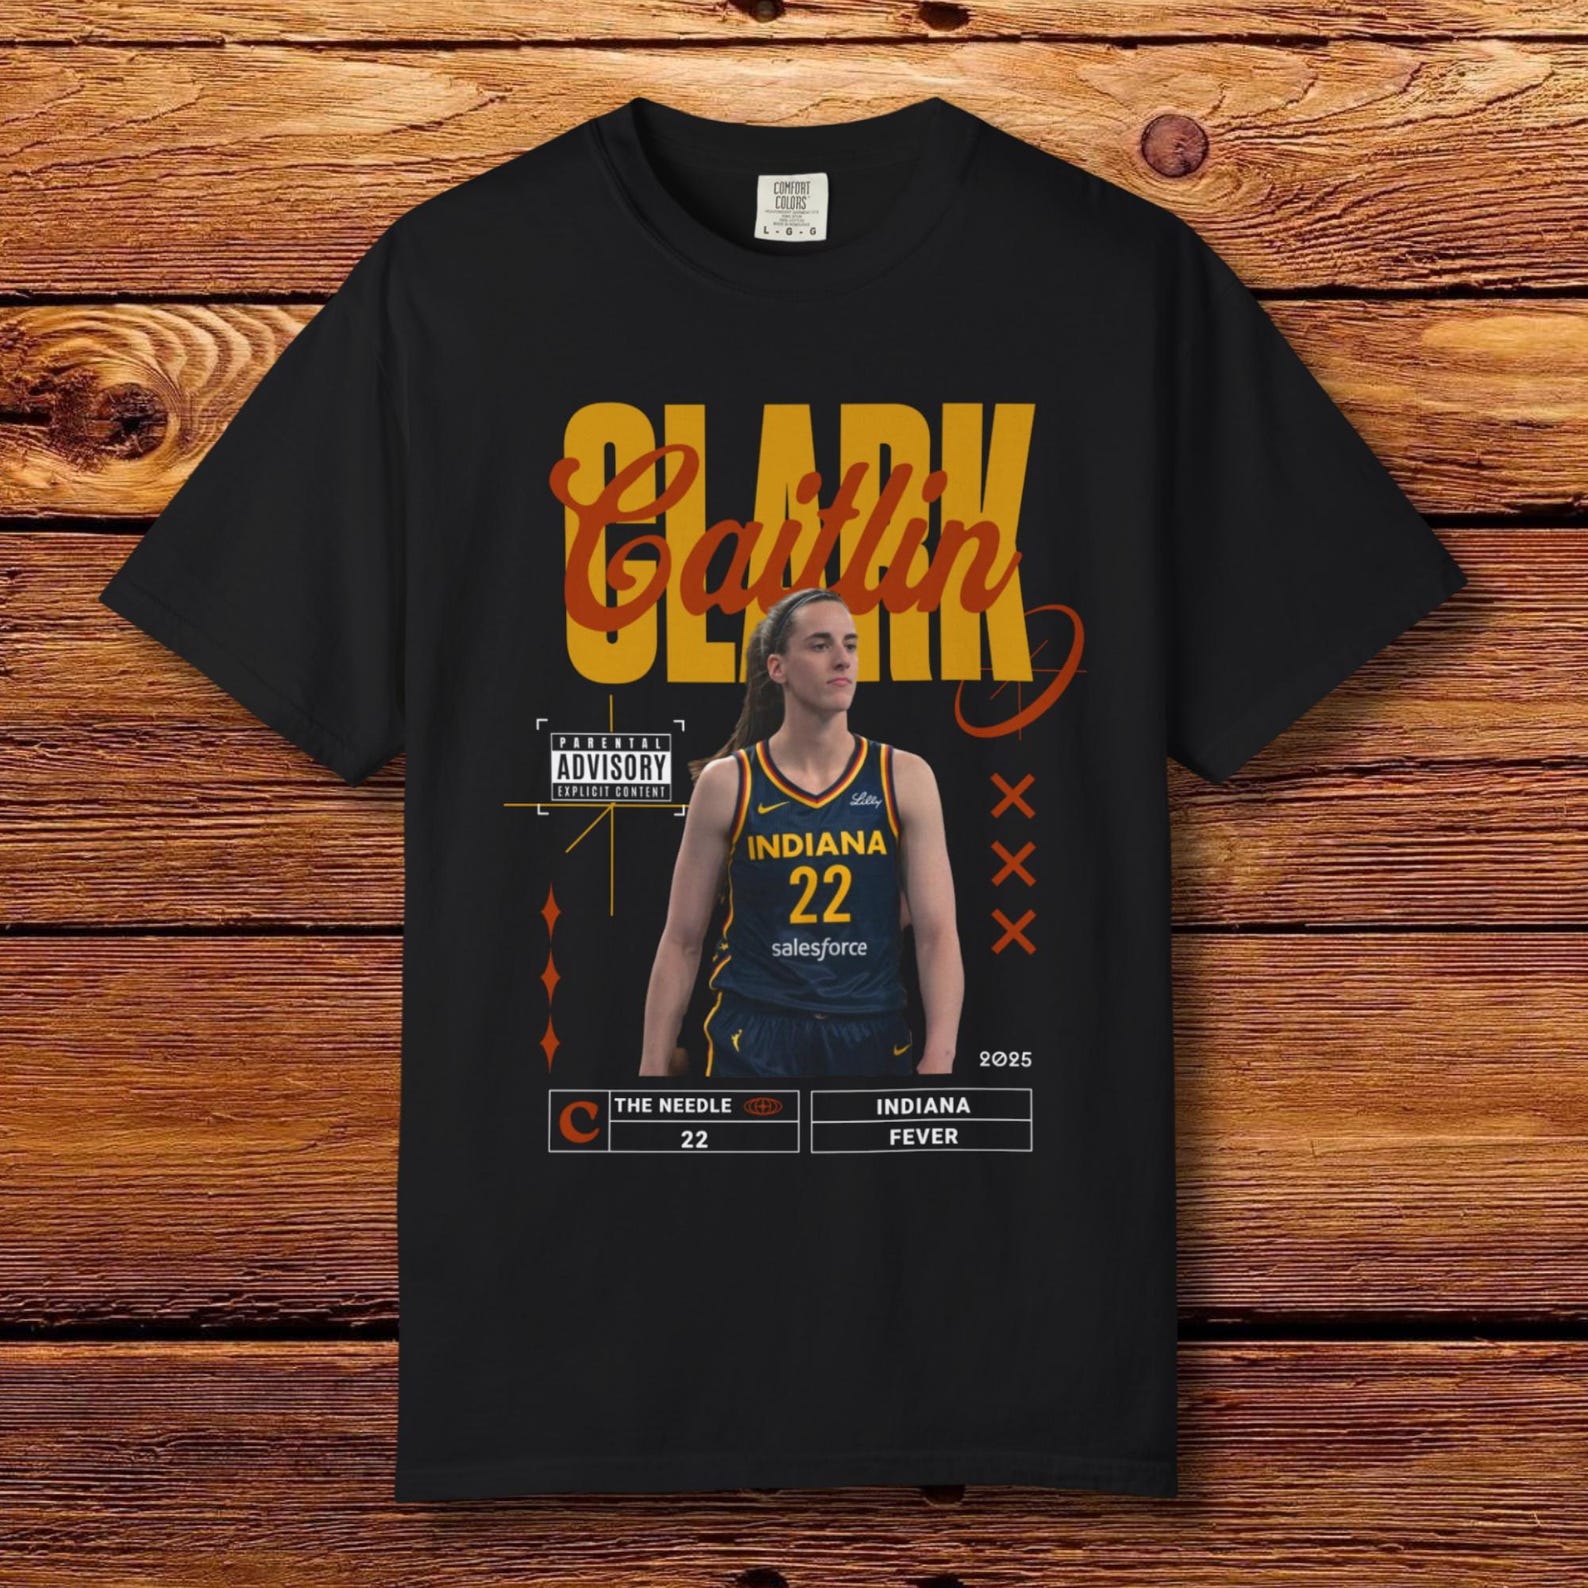 COMFORT
COLORS
L - G - G
CLARK
Caitlin
PARENTAL
ADVISORY
EXPLICIT CONTENT
Lilly
INDIANA
22
salesforce
2025
C
THE NEEDLE
22
INDIANA
FEVER